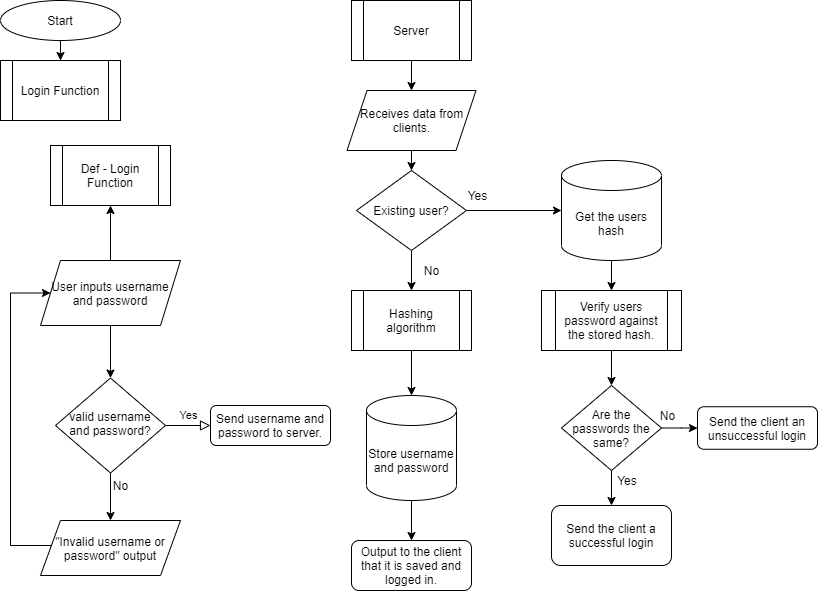 Start
Login Function
Def - Login
Function
User inputs username
and password
valid username
and password?
Yes
Send username and
password to server.
No
"Invalid username or
password" output
Server
Receives data from
clients.
Existing user?
Yes
No
Hashing
algorithm
Store username
and password
Output to the client
that it is saved and
logged in.
Get the users
hash
Verify users
password against
the stored hash.
Are the
passwords the
same?
No
Send the client an
unsuccessful login
Yes
Send the client a
successful login